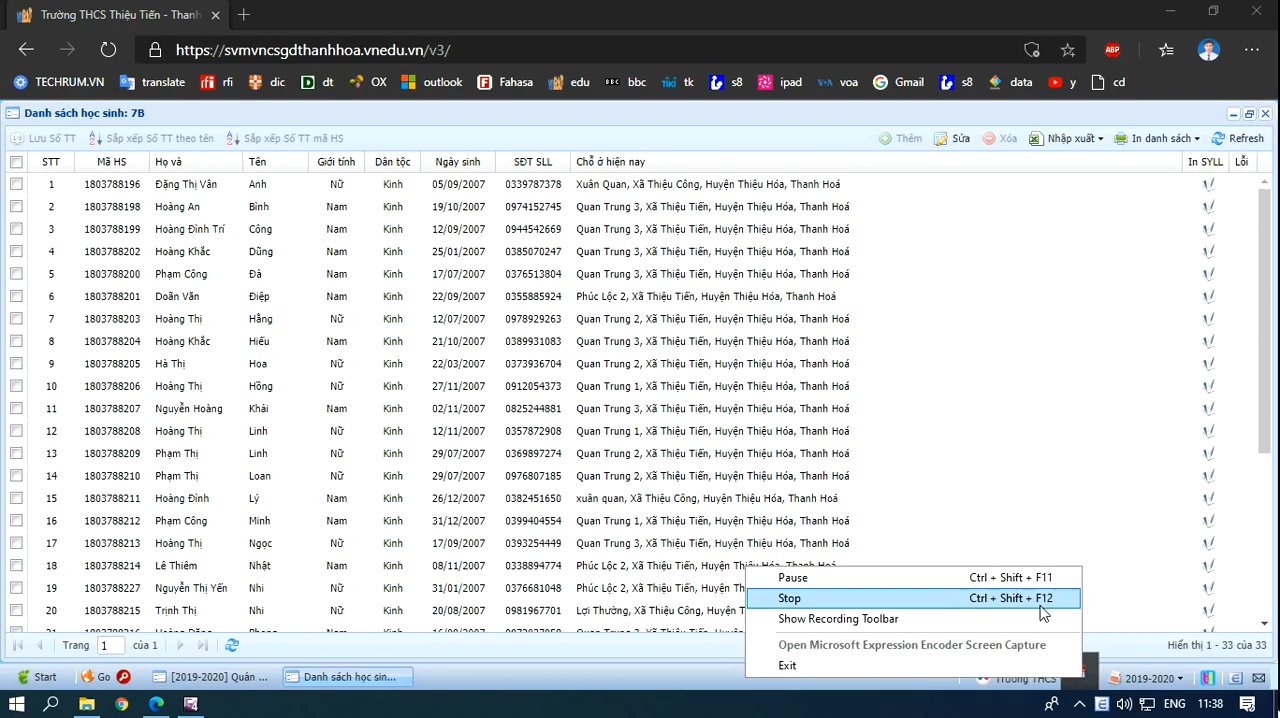 Trường THCS Thiệu Tiến - Thanh
https://svmvncsgdthanhhoa.vnedu.vn/v3/
ABP
TECHRUM.VN translate rfi dic dt OX outlook Fahasa edu bbc tk s8 ipad voa Gmail s8 data y cd
Danh sách học sinh: 7B
Lưu Số TT Sắp xếp Số TT theo tên Sắp xếp Số TT mã HS Thêm Sửa Xóa Nhập xuất In danh sách Refresh
STT Mã HS Họ và Tên Giới tính Dân tộc Ngày sinh SĐT SLL Chỗ ở hiện nay In SYLL Lỗi
1 1803788196 Đặng Thị Vân Anh Nữ Kinh 05/09/2007 0339787378 Xuân Quan, Xã Thiệu Công, Huyện Thiệu Hóa, Thanh Hoá
2 1803788198 Hoàng An Bình Nam Kinh 19/10/2007 0974152745 Quan Trung 3, Xã Thiệu Tiến, Huyện Thiệu Hóa, Thanh Hoá
3 1803788199 Hoàng Đình Trí Công Nam Kinh 12/09/2007 0944542669 Quan Trung 3, Xã Thiệu Tiến, Huyện Thiệu Hóa, Thanh Hoá
4 1803788202 Hoàng Khắc Dũng Nam Kinh 25/01/2007 0385070247 Quan Trung 3, Xã Thiệu Tiến, Huyện Thiệu Hóa, Thanh Hoá
5 1803788200 Phạm Công Đà Nam Kinh 17/07/2007 0376513804 Quan Trung 3, Xã Thiệu Tiến, Huyện Thiệu Hóa, Thanh Hoá
6 1803788201 Doãn Văn Điệp Nam Kinh 22/09/2007 0355885924 Phúc Lộc 2, Xã Thiệu Tiến, Huyện Thiệu Hóa, Thanh Hoá
7 1803788203 Hoàng Thị Hằng Nữ Kinh 12/07/2007 0978929263 Quan Trung 2, Xã Thiệu Tiến, Huyện Thiệu Hóa, Thanh Hoá
8 1803788204 Hoàng Khắc Hiếu Nam Kinh 21/10/2007 0389931083 Quan Trung 3, Xã Thiệu Tiến, Huyện Thiệu Hóa, Thanh Hoá
9 1803788205 Hà Thị Hoa Nữ Kinh 22/03/2007 0373936704 Quan Trung 2, Xã Thiệu Tiến, Huyện Thiệu Hóa, Thanh Hoá
10 1803788206 Hoàng Thị Hồng Nữ Kinh 27/11/2007 0912054373 Quan Trung 1, Xã Thiệu Tiến, Huyện Thiệu Hóa, Thanh Hoá
11 1803788207 Nguyễn Hoàng Khải Nam Kinh 02/11/2007 0825244881 Quan Trung 3, Xã Thiệu Tiến, Huyện Thiệu Hóa, Thanh Hoá
12 1803788208 Hoàng Thị Linh Nữ Kinh 12/11/2007 0357872908 Quan Trung 1, Xã Thiệu Tiến, Huyện Thiệu Hóa, Thanh Hoá
13 1803788209 Phạm Thị Linh Nữ Kinh 29/07/2007 0369897274 Quan Trung 2, Xã Thiệu Tiến, Huyện Thiệu Hóa, Thanh Hoá
14 1803788210 Phạm Thị Loan Nữ Kinh 29/07/2007 0976807185 Quan Trung 2, Xã Thiệu Tiến, Huyện Thiệu Hóa, Thanh Hoá
15 1803788211 Hoàng Đình Lý Nam Kinh 26/12/2007 0382451650 xuân quan, Xã Thiệu Công, Huyện Thiệu Hóa, Thanh Hoá
16 1803788212 Phạm Công Minh Nam Kinh 31/12/2007 0399404554 Quan Trung 1, Xã Thiệu Tiến, Huyện Thiệu Hóa, Thanh Hoá
17 1803788213 Hoàng Thị Ngọc Nữ Kinh 17/09/2007 0393254449 Quan Trung 3, Xã Thiệu Tiến, Huyện Thiệu Hóa, Thanh Hoá
18 1803788214 Lê Thiêm Nhật Nam Kinh 08/11/2007 0338894774 Phúc Lộc 2, Xã Thiệu
19 1803788227 Nguyễn Thị Yến Nhi Nữ Kinh 31/01/2007 0376681048 Phúc Lộc 2, Xã Thiệu
20 1803788215 Trịnh Thị Nhi Nữ Kinh 20/08/2007 0981967701 Lợi Thường, Xã Thiệu
Pause Ctrl + Shift + F11
Stop Ctrl + Shift + F12
Show Recording Toolbar
Open Microsoft Expression Encoder Screen Capture
Exit
Trang 1 của 1 Hiển thị 1 - 33 của 33
Start Go [2019-2020] Quản ... Danh sách học sin... Trường THCS 2019-2020
ENG 11:38